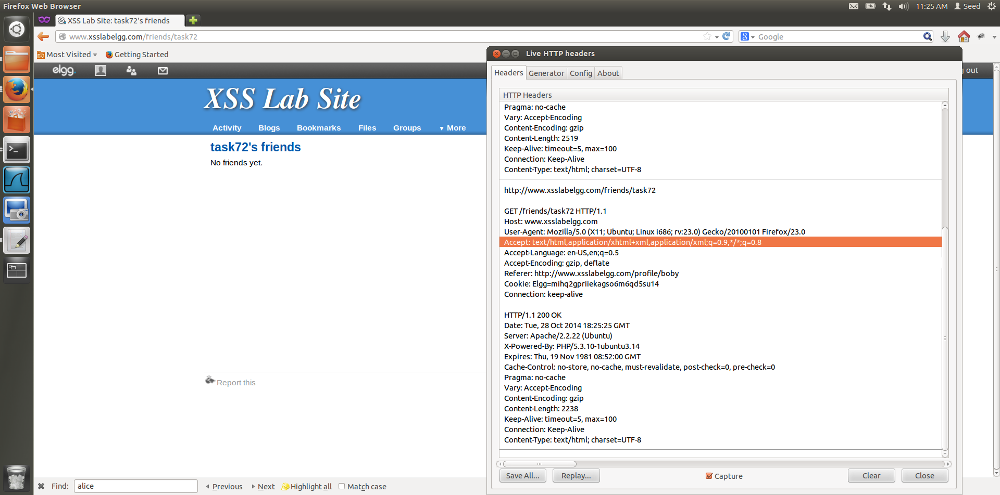 Firefox Web Browser
11:25 AM Seed
XSS Lab Site: task72's friends
www.xsslabelgg.com/friends/task72
Google
Most Visited
Getting Started
elgg.
XSS Lab Site
Activity Blogs Bookmarks Files Groups ▼ More
task72's friends
No friends yet.
Report this
Find: alice Previous Next Highlight all Match case
out
Live HTTP headers
Headers Generator Config About
HTTP Headers
Pragma: no-cache
Vary: Accept-Encoding
Content-Encoding: gzip
Content-Length: 2519
Keep-Alive: timeout=5, max=100
Connection: Keep-Alive
Content-Type: text/html; charset=UTF-8
http://www.xsslabelgg.com/friends/task72
GET /friends/task72 HTTP/1.1
Host: www.xsslabelgg.com
User-Agent: Mozilla/5.0 (X11; Ubuntu; Linux i686; rv:23.0) Gecko/20100101 Firefox/23.0
Accept: text/html,application/xhtml+xml,application/xml;q=0.9,*/*;q=0.8
Accept-Language: en-US,en;q=0.5
Accept-Encoding: gzip, deflate
Referer: http://www.xsslabelgg.com/profile/boby
Cookie: Elgg=mihq2gpriiekagso6m6qd5su14
Connection: keep-alive
HTTP/1.1 200 OK
Date: Tue, 28 Oct 2014 18:25:25 GMT
Server: Apache/2.2.22 (Ubuntu)
X-Powered-By: PHP/5.3.10-1ubuntu3.14
Expires: Thu, 19 Nov 1981 08:52:00 GMT
Cache-Control: no-store, no-cache, must-revalidate, post-check=0, pre-check=0
Pragma: no-cache
Vary: Accept-Encoding
Content-Encoding: gzip
Content-Length: 2238
Keep-Alive: timeout=5, max=100
Connection: Keep-Alive
Content-Type: text/html; charset=UTF-8
Save All... Replay... Capture Clear Close